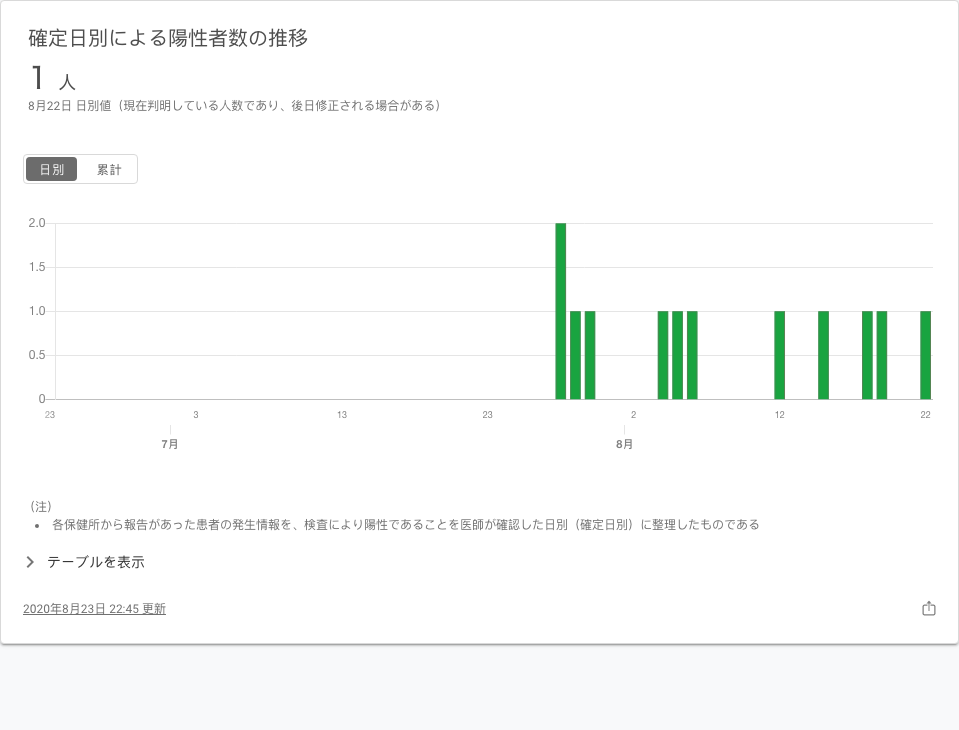 確定日別による陽性者数の推移
1 人
8月22日 日別値（現在判明している人数であり、後日修正される場合がある）
日別 累計
2.0
1.5
1.0
0.5
0
23 3 13 23 2 12 22
7月 8月
（注）
• 各保健所から報告があった患者の発生情報を、検査により陽性であることを医師が確認した日別（確定日別）に整理したものである
テーブルを表示
2020年8月23日 22:45 更新